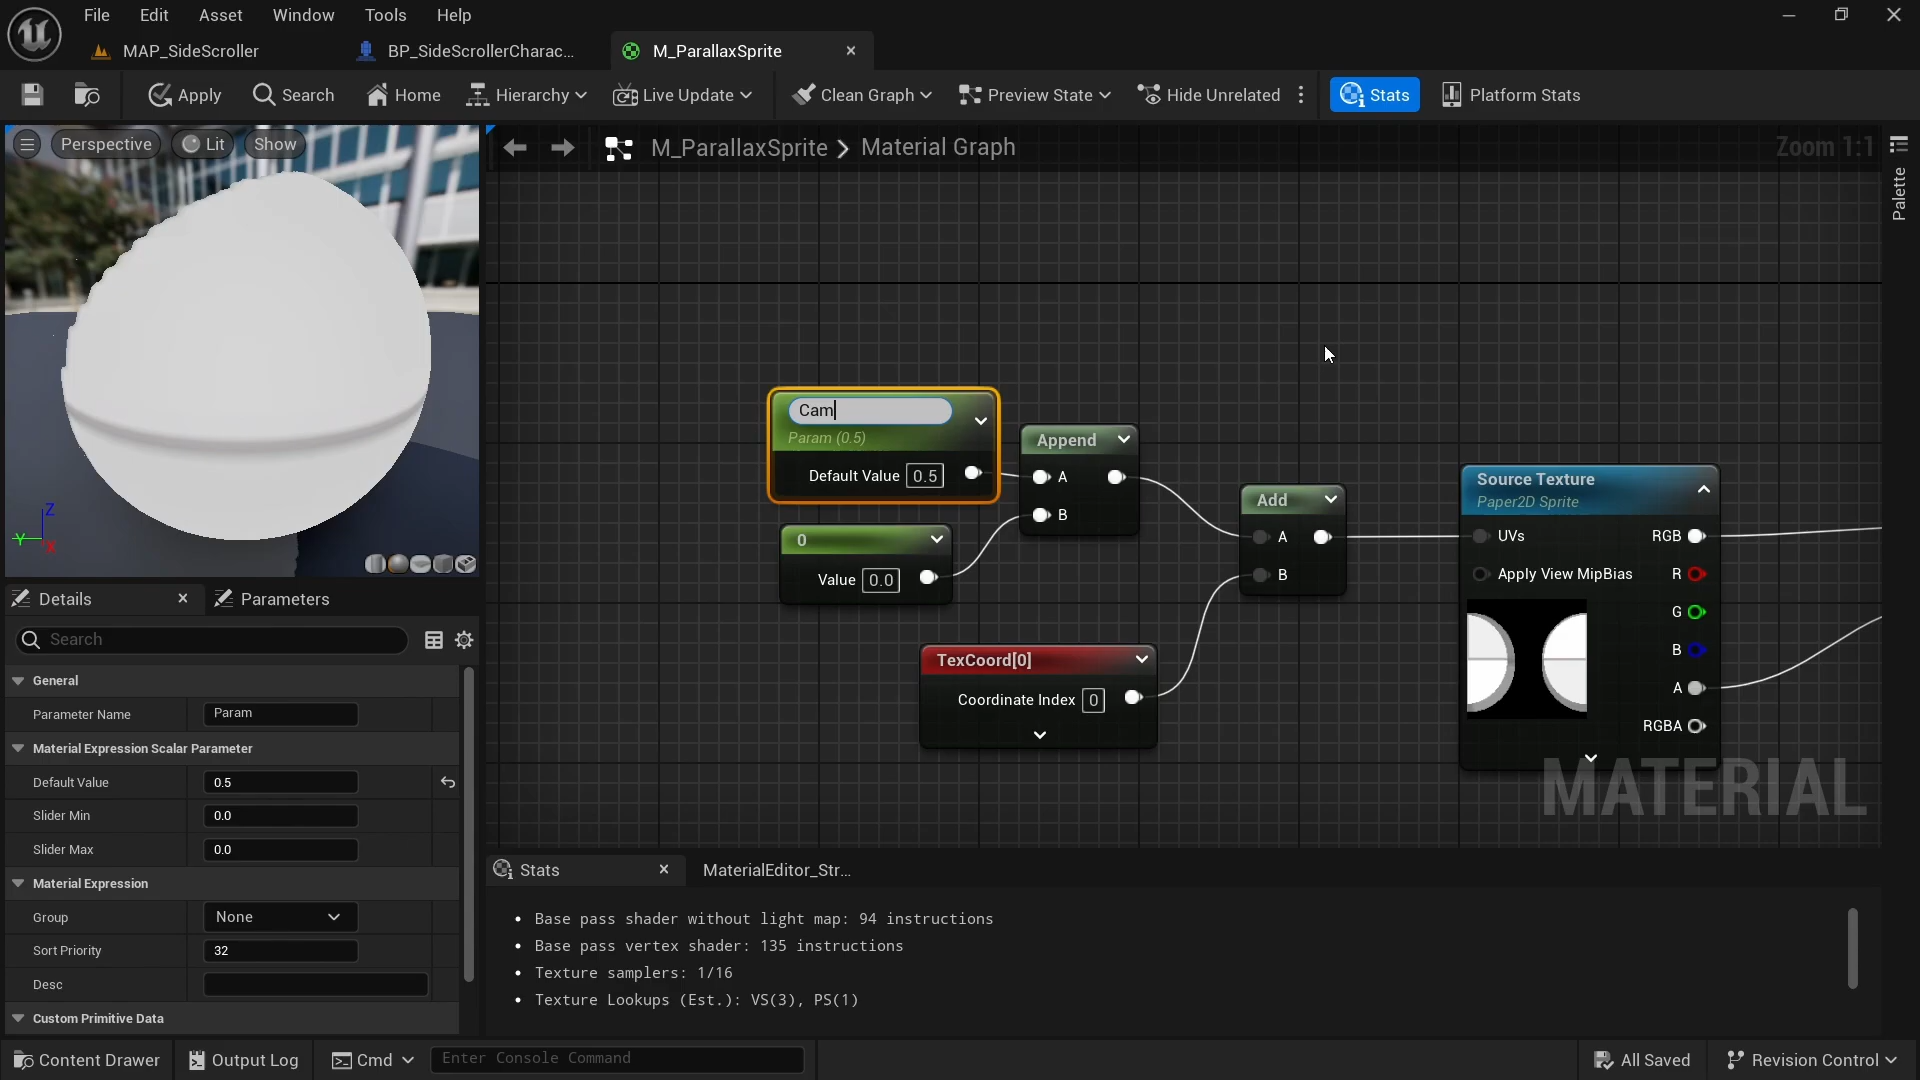 File Edit Asset Window Tools Help
MAP_SideScroller BP_SideScrollerCharac... M_ParallaxSprite
Apply Search Home Hierarchy Live Update Clean Graph Preview State Hide Unrelated Stats Platform Stats
Perspective Lit Show
M_ParallaxSprite > Material Graph Zoom 1:1
Palette
Cam
Param (0.5)
Default Value 0.5
Append
A
B
0
Value 0.0
Add
A
B
TexCoord[0]
Coordinate Index 0
Source Texture
Paper2D Sprite
UVs RGB
Apply View MipBias R
G
B
A
RGBA
MATERIAL
Z
Y
X
Details Parameters
Search
General
Parameter Name Param
Material Expression Scalar Parameter
Default Value 0.5
Slider Min 0.0
Slider Max 0.0
Material Expression
Group None
Sort Priority 32
Desc
Custom Primitive Data
Stats MaterialEditor_Str...
• Base pass shader without light map: 94 instructions
• Base pass vertex shader: 135 instructions
• Texture samplers: 1/16
• Texture Lookups (Est.): VS(3), PS(1)
Content Drawer Output Log Cmd Enter Console Command All Saved Revision Control